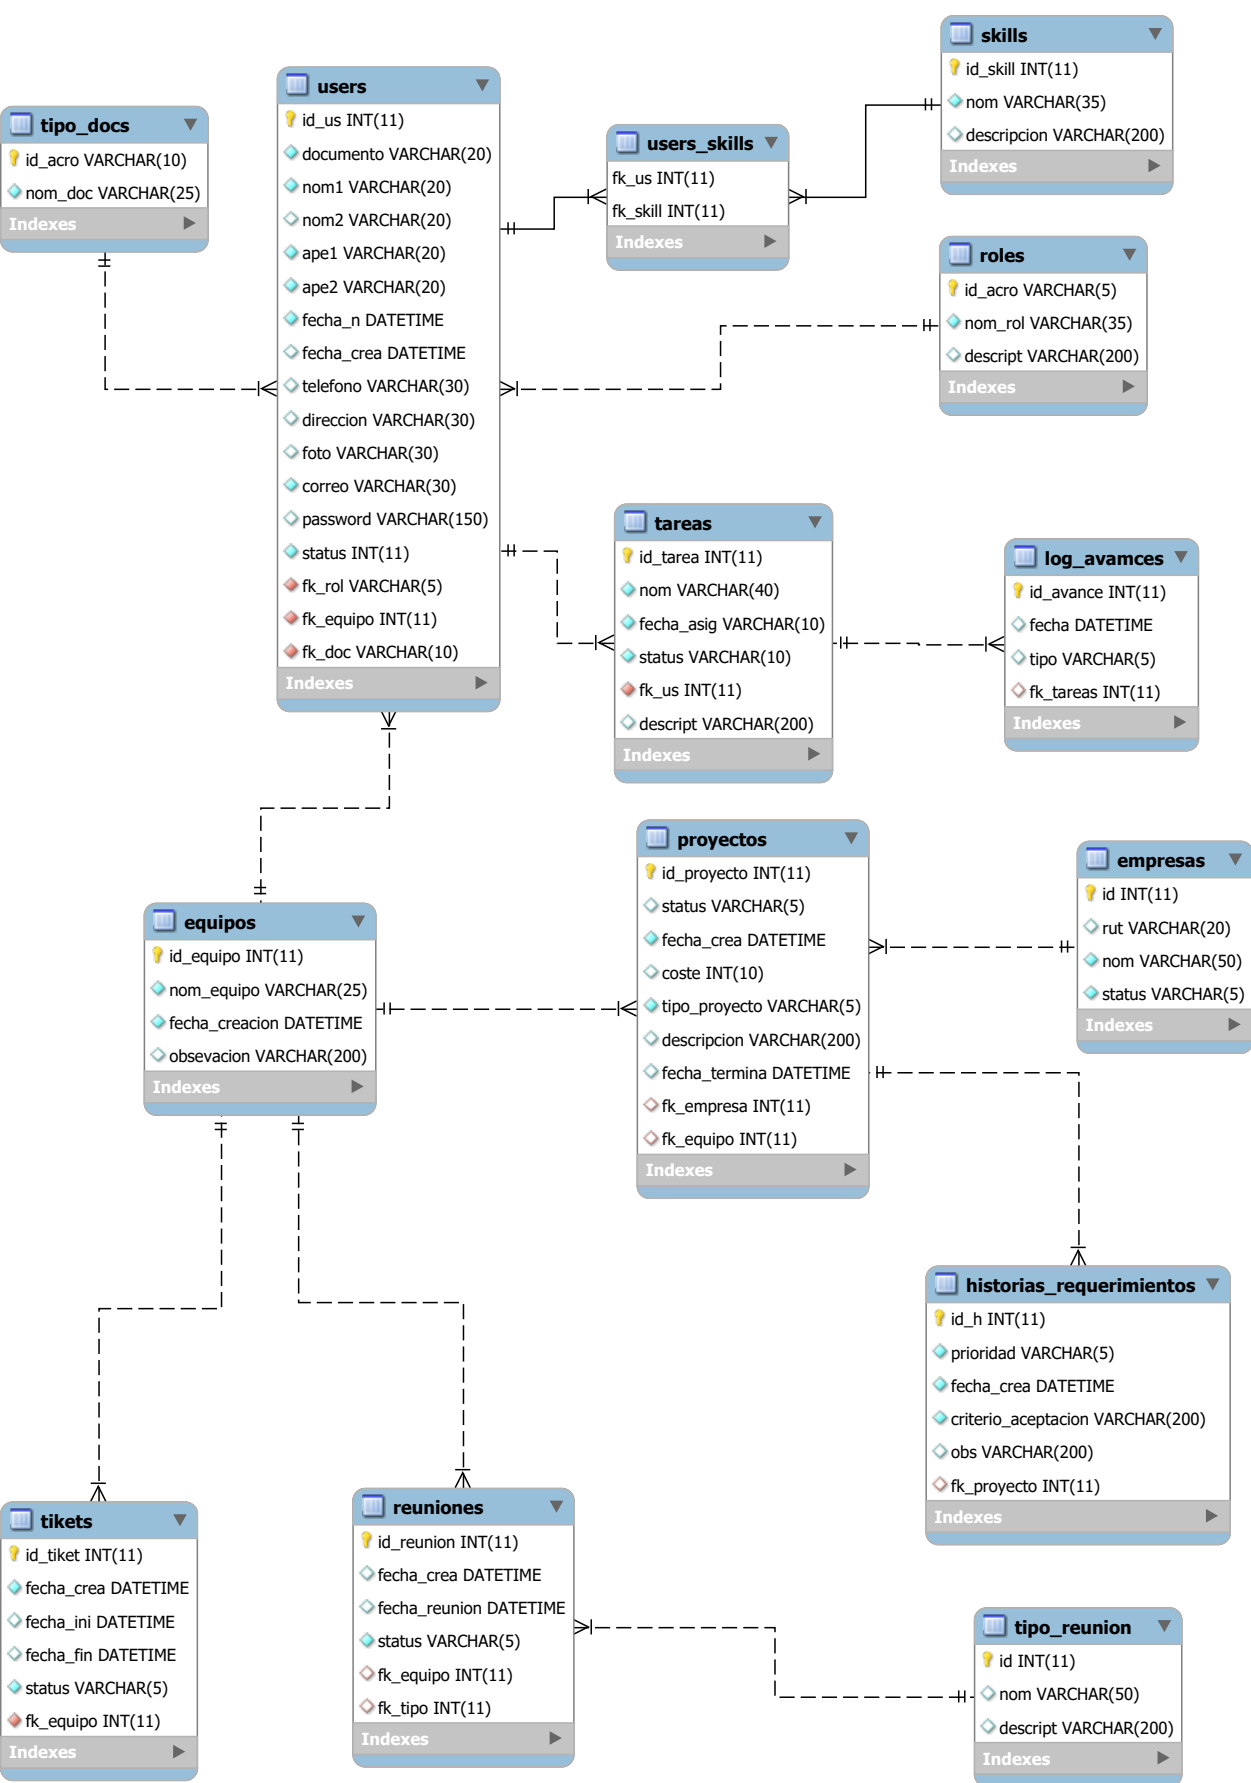 skills
id_skill INT(11)
nom VARCHAR(35)
descripcion VARCHAR(200)
Indexes
users
id_us INT(11)
documento VARCHAR(20)
nom1 VARCHAR(20)
nom2 VARCHAR(20)
ape1 VARCHAR(20)
ape2 VARCHAR(20)
fecha_n DATETIME
fecha_crea DATETIME
telefono VARCHAR(30)
direccion VARCHAR(30)
foto VARCHAR(30)
correo VARCHAR(30)
password VARCHAR(150)
status INT(11)
fk_rol VARCHAR(5)
fk_equipo INT(11)
fk_doc VARCHAR(10)
Indexes
tipo_docs
id_acro VARCHAR(10)
nom_doc VARCHAR(25)
Indexes
users_skills
fk_us INT(11)
fk_skill INT(11)
Indexes
roles
id_acro VARCHAR(5)
nom_rol VARCHAR(35)
descript VARCHAR(200)
Indexes
tareas
id_tarea INT(11)
nom VARCHAR(40)
fecha_asig VARCHAR(10)
status VARCHAR(10)
fk_us INT(11)
descript VARCHAR(200)
Indexes
log_avamces
id_avance INT(11)
fecha DATETIME
tipo VARCHAR(5)
fk_tareas INT(11)
Indexes
proyectos
id_proyecto INT(11)
status VARCHAR(5)
fecha_crea DATETIME
coste INT(10)
tipo_proyecto VARCHAR(5)
descripcion VARCHAR(200)
fecha_termina DATETIME
fk_empresa INT(11)
fk_equipo INT(11)
Indexes
empresas
id INT(11)
rut VARCHAR(20)
nom VARCHAR(50)
status VARCHAR(5)
Indexes
equipos
id_equipo INT(11)
nom_equipo VARCHAR(25)
fecha_creacion DATETIME
obsevacion VARCHAR(200)
Indexes
historias_requerimientos
id_h INT(11)
prioridad VARCHAR(5)
fecha_crea DATETIME
criterio_aceptacion VARCHAR(200)
obs VARCHAR(200)
fk_proyecto INT(11)
Indexes
tikets
id_tiket INT(11)
fecha_crea DATETIME
fecha_ini DATETIME
fecha_fin DATETIME
status VARCHAR(5)
fk_equipo INT(11)
Indexes
reuniones
id_reunion INT(11)
fecha_crea DATETIME
fecha_reunion DATETIME
status VARCHAR(5)
fk_equipo INT(11)
fk_tipo INT(11)
Indexes
tipo_reunion
id INT(11)
nom VARCHAR(50)
descript VARCHAR(200)
Indexes